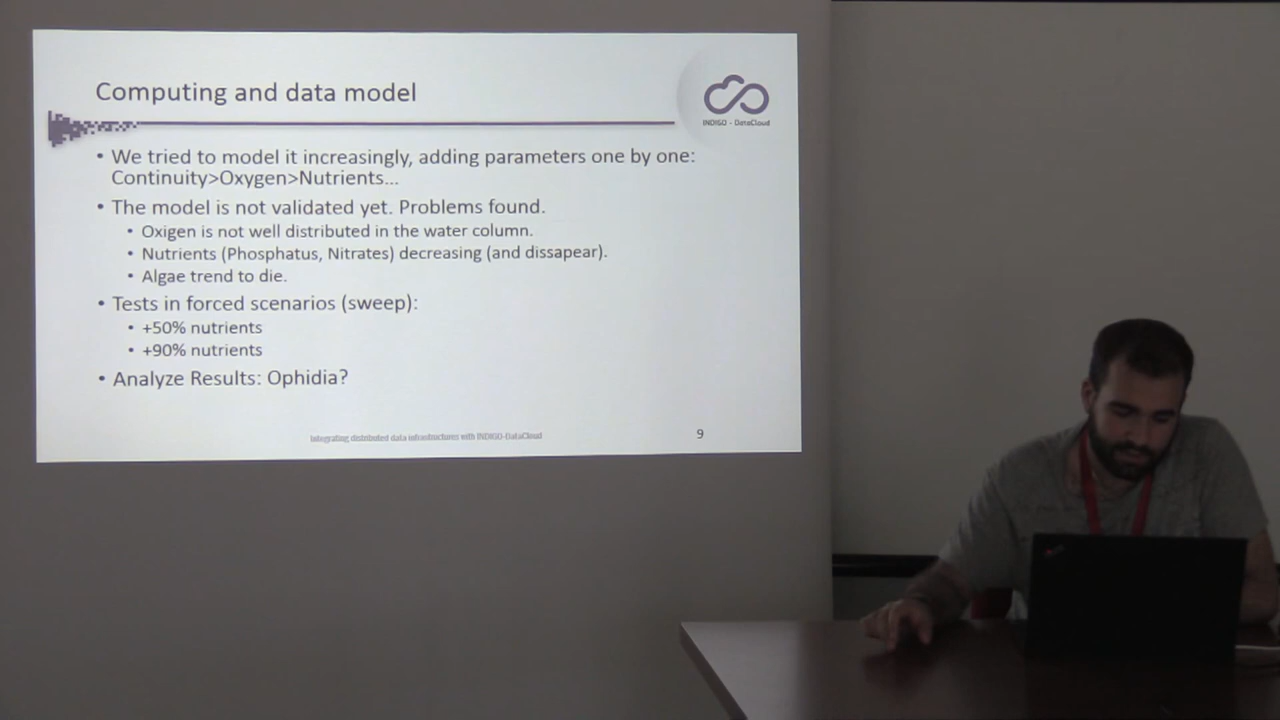 Computing and data model
INDIGO - DataCloud
• We tried to model it increasingly, adding parameters one by one:
Continuity>Oxygen>Nutrients...
• The model is not validated yet. Problems found.
• Oxigen is not well distributed in the water column.
• Nutrients (Phosphatus, Nitrates) decreasing (and dissapear).
• Algae trend to die.
• Tests in forced scenarios (sweep):
• +50% nutrients
• +90% nutrients
• Analyze Results: Ophidia?
Integrating distributed data infrastructures with INDIGO-DataCloud
9